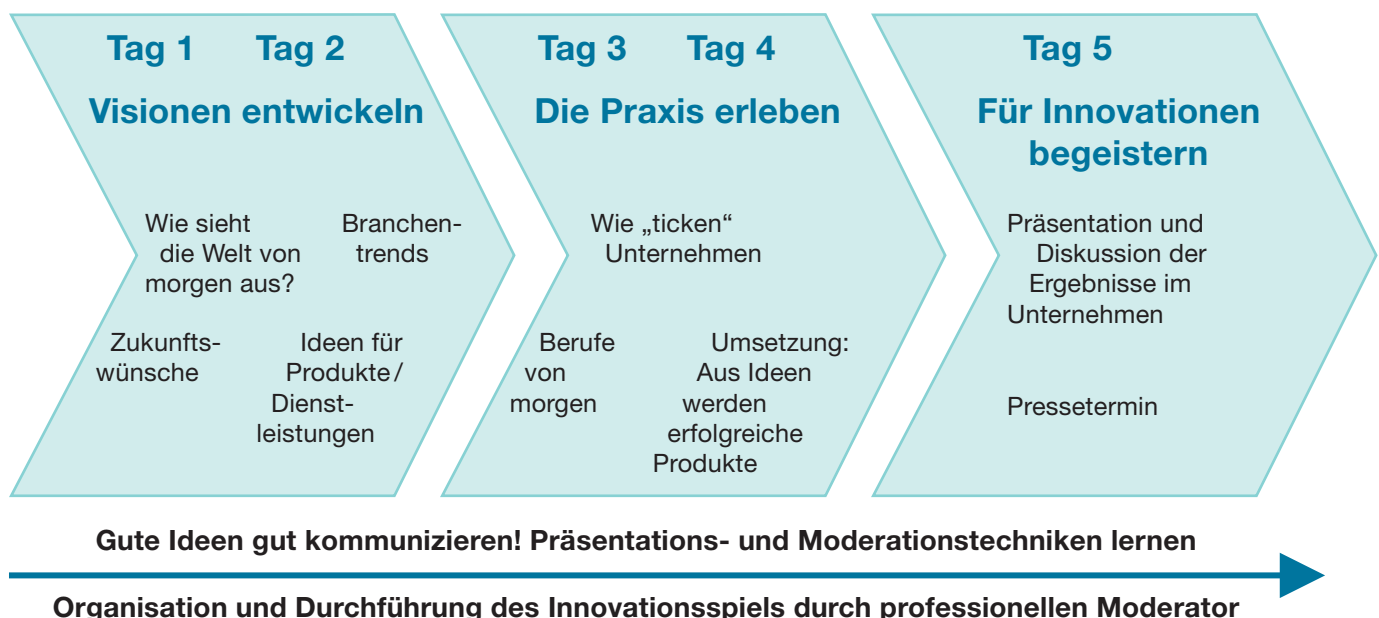 Tag 1 Tag 2
Visionen entwickeln
Wie sieht
die Welt von
morgen aus?
Branchen-
trends
Zukunfts-
wünsche
Ideen für
Produkte /
Dienst-
leistungen
Tag 3 Tag 4
Die Praxis erleben
Wie „ticken“
Unternehmen
Berufe
von
morgen
Umsetzung:
Aus Ideen
werden
erfolgreiche
Produkte
Tag 5
Für Innovationen
begeistern
Präsentation und
Diskussion der
Ergebnisse im
Unternehmen
Pressetermin
Gute Ideen gut kommunizieren! Präsentations- und Moderationstechniken lernen
Organisation und Durchführung des Innovationsspiels durch professionellen Moderator